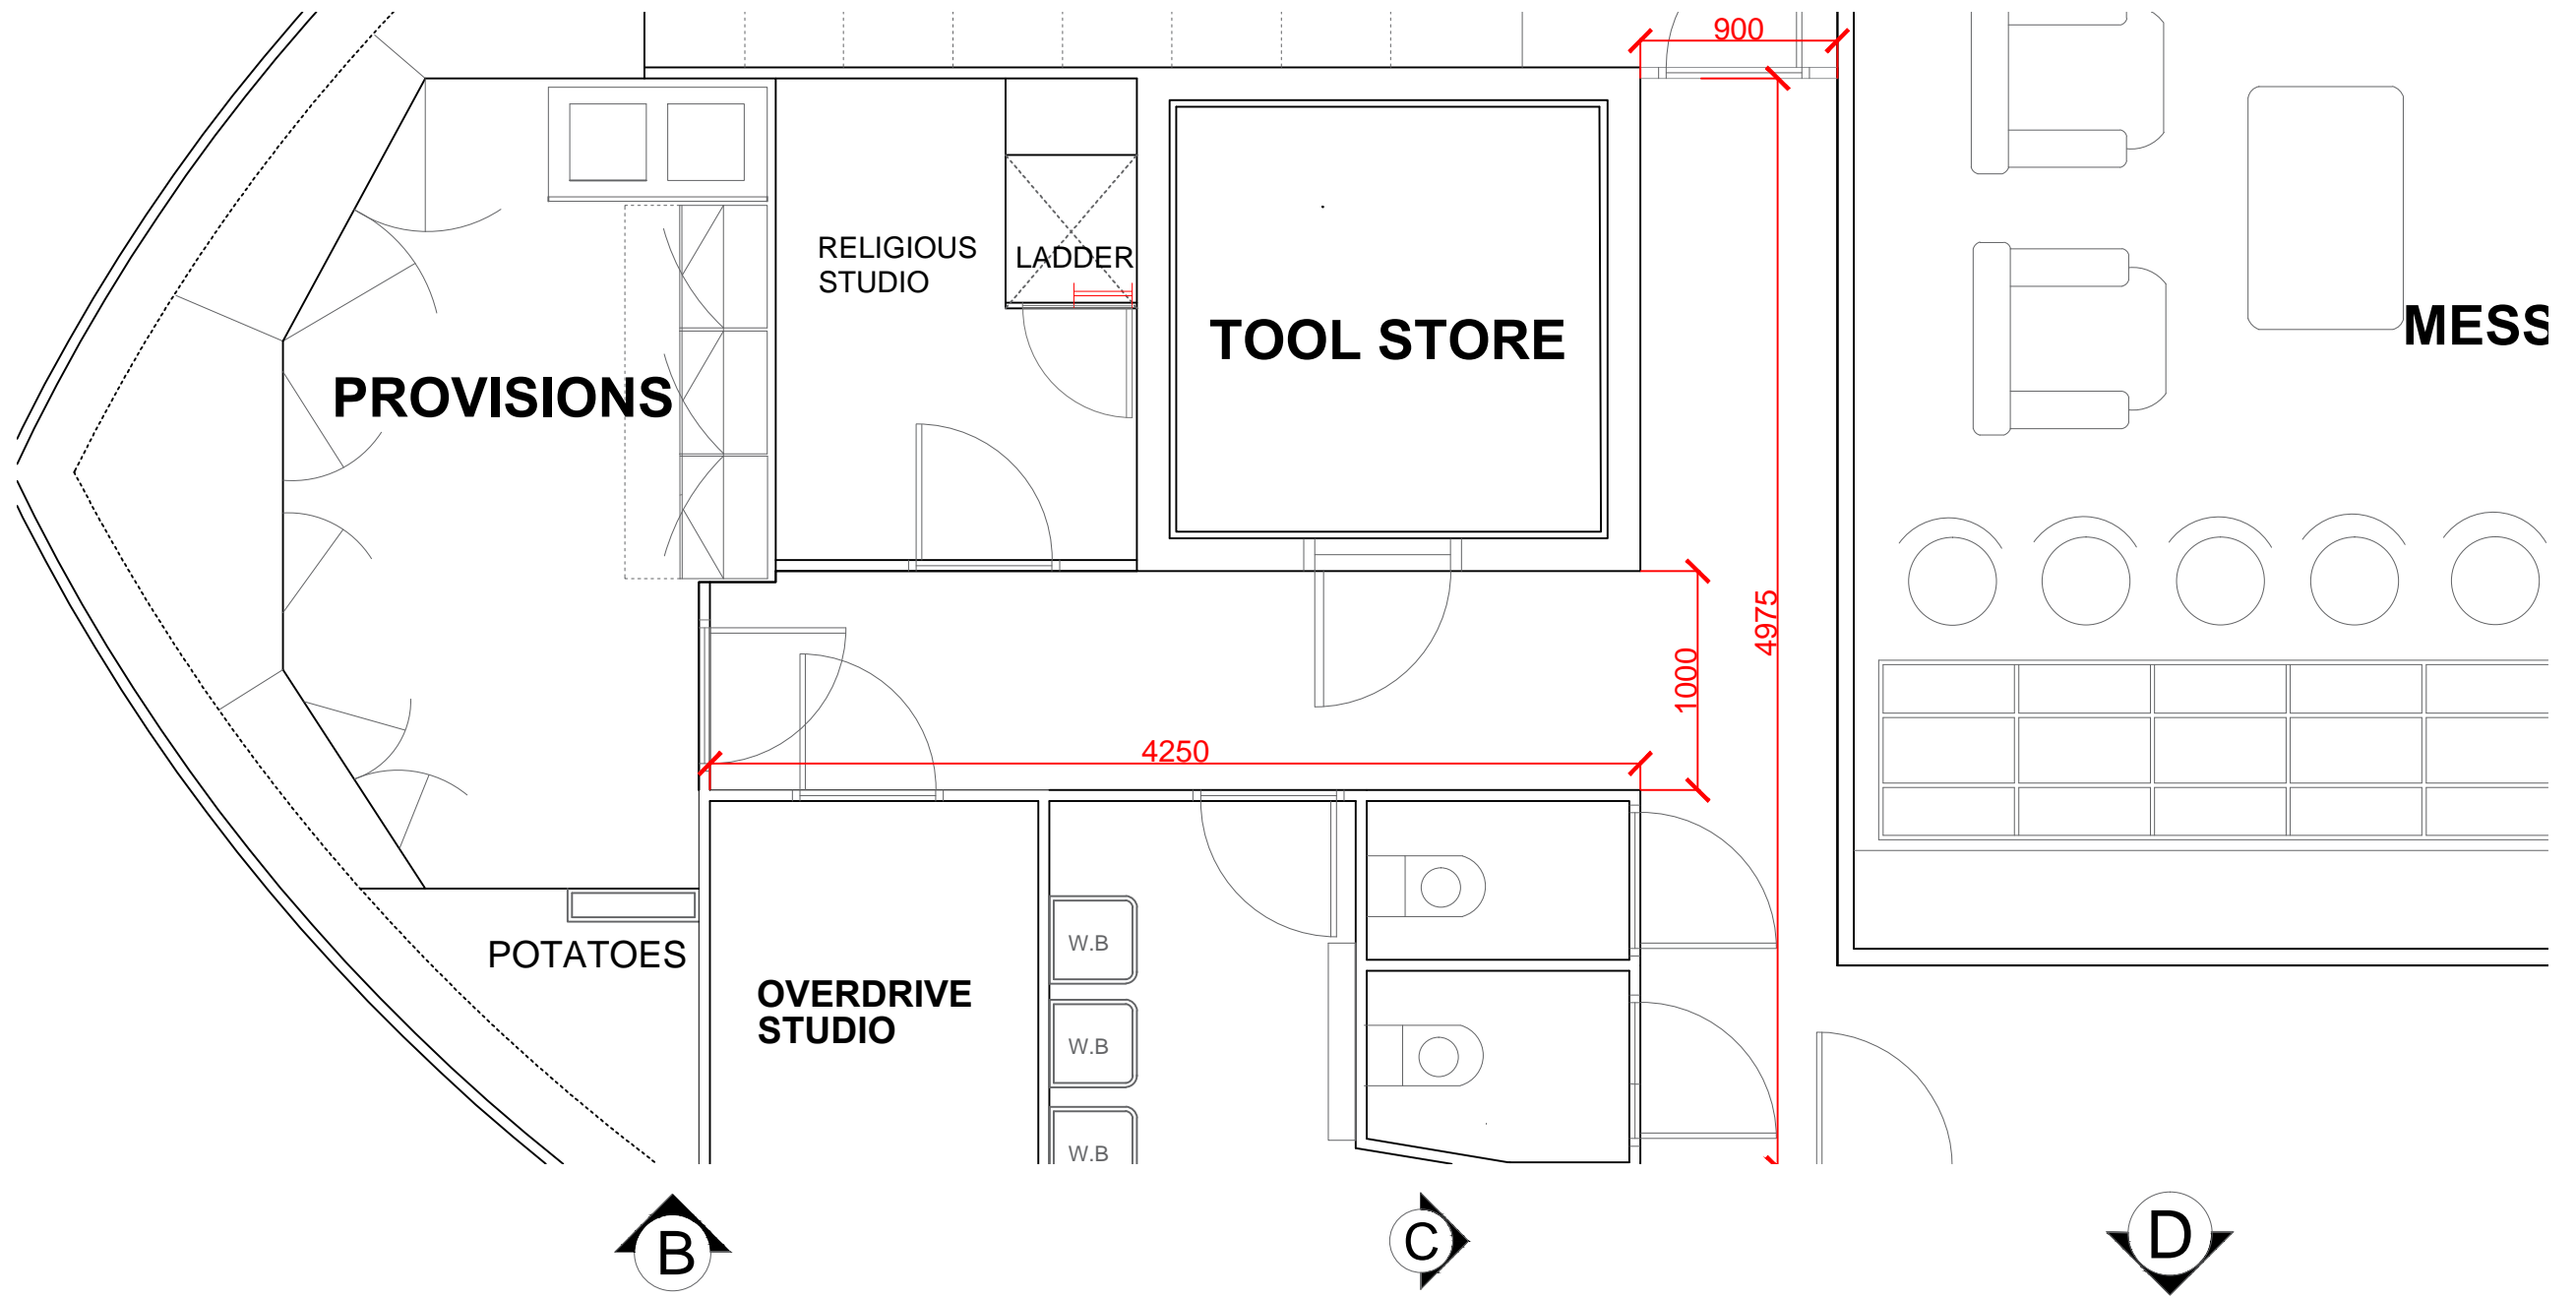 900
RELIGIOUS
STUDIO
LADDER
TOOL STORE
MESS
PROVISIONS
4975
1000
4250
POTATOES
W.B
OVERDRIVE
STUDIO
W.B
W.B
B
C
D